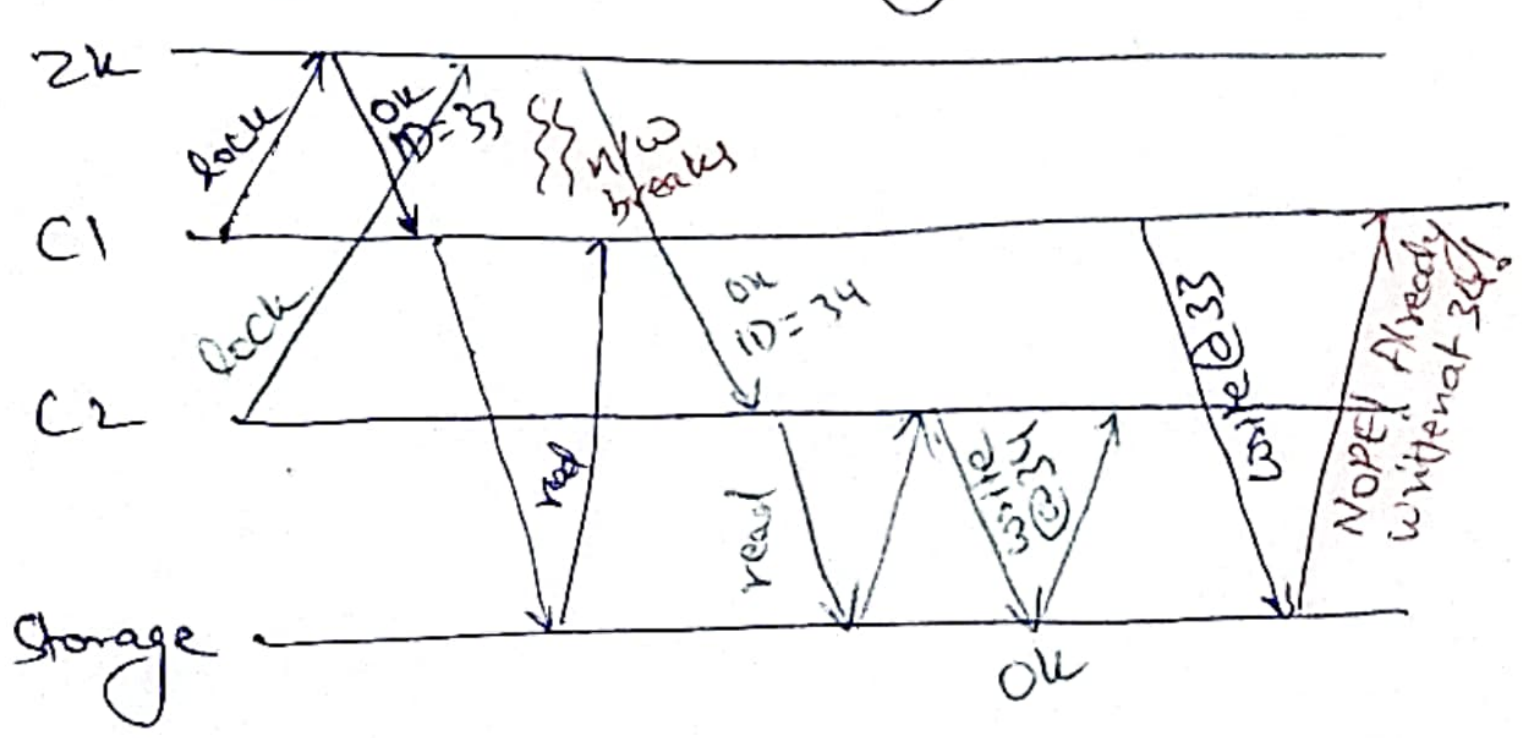 ZK
lock
OK
ID=33
n/w
breaks
C1
lock
OK
ID=34
C2
read
read
write
@34
write@33
NOPE! Already
written at 34!
Storage
OK